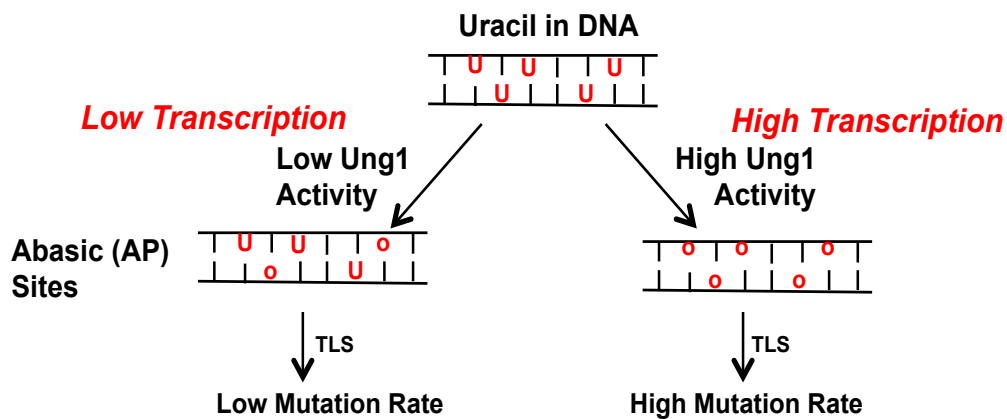 Uracil in DNA
U U U
U U
Low Transcription
High Transcription
Low Ung1
Activity
High Ung1
Activity
Abasic (AP)
Sites
U U o
o U
o o o
o o
TLS
TLS
Low Mutation Rate
High Mutation Rate